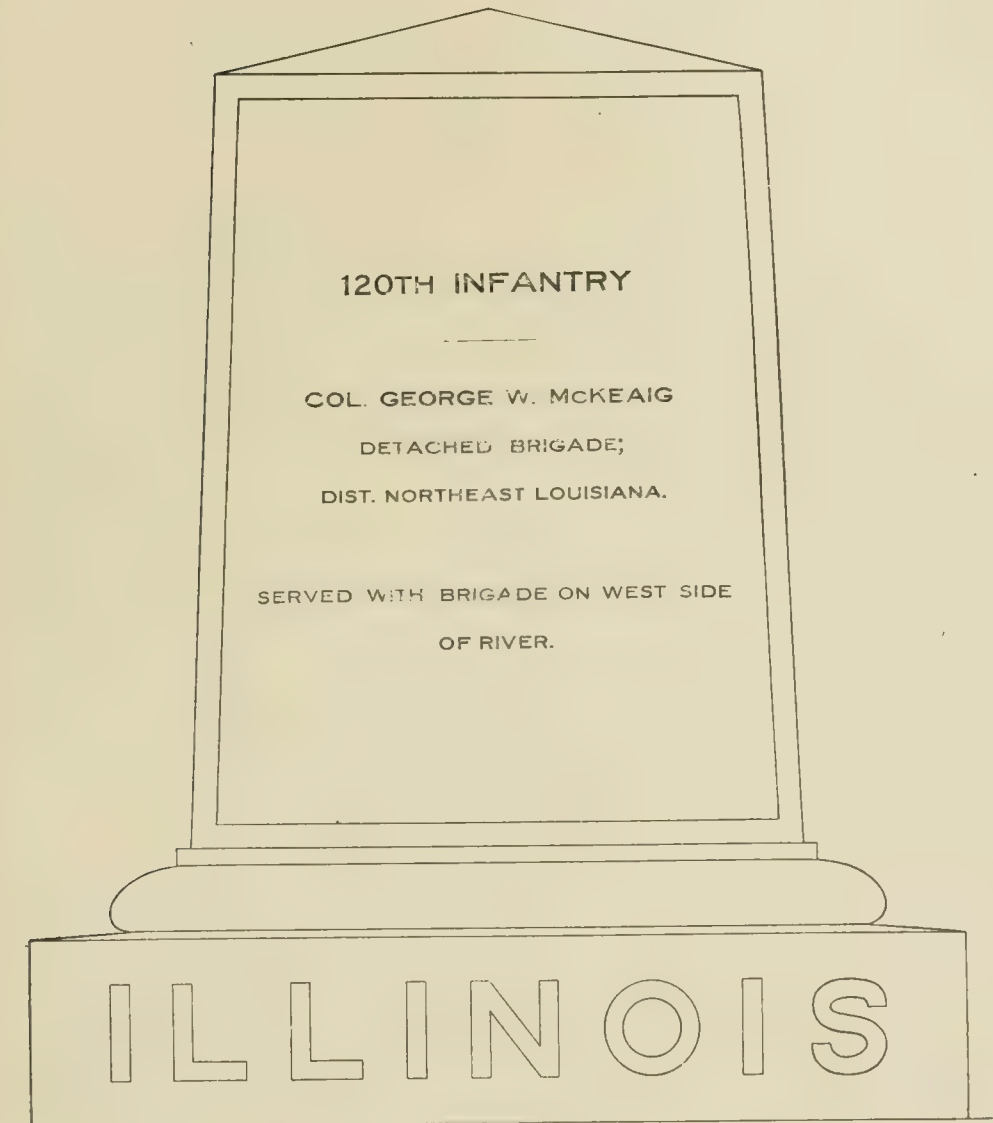 120TH INFANTRY
COL. GEORGE W. McKEAIG
DETACHED BRIGADE;
DIST. NORTHEAST LOUISIANA.
SERVED WITH BRIGADE ON WEST SIDE
OF RIVER.
ILLINOIS